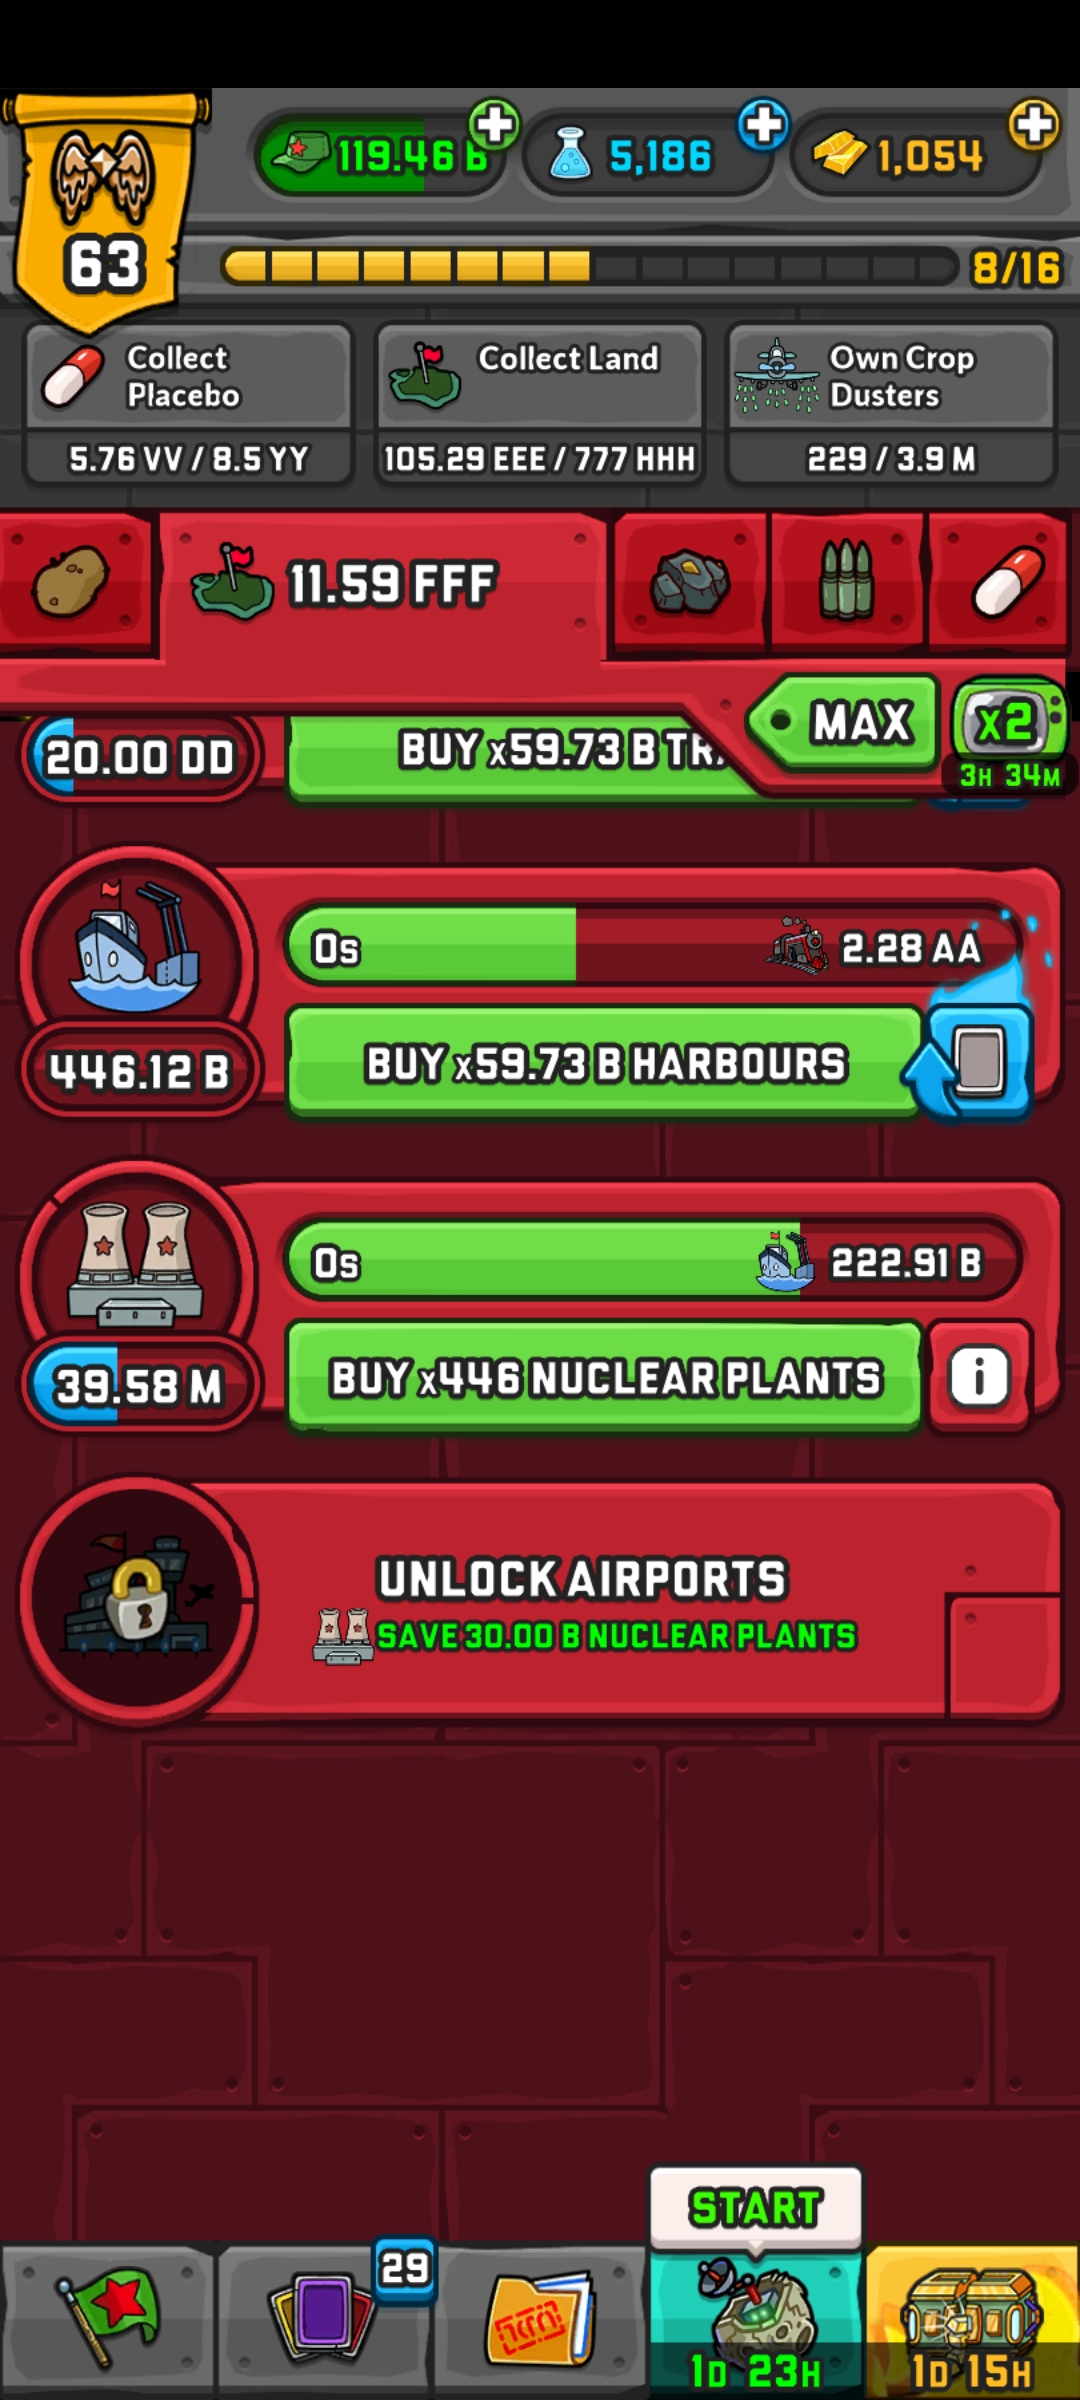 119.46 B
5,186
1,054
63
8/16
Collect
Placebo
5.76 VV / 8.5 YY
Collect Land
105.29 EEE / 777 HHH
Own Crop
Dusters
229 / 3.9 M
11.59 FFF
MAX
x2
3H 34M
20.00 DD
BUY x59.73 B
0s
2.28 AA
446.12 B
BUY x59.73 B HARBOURS
0s
222.91 B
39.58 M
BUY x446 NUCLEAR PLANTS
i
UNLOCK AIRPORTS
SAVE 30.00 B NUCLEAR PLANTS
START
29
1D 23H
1D 15H